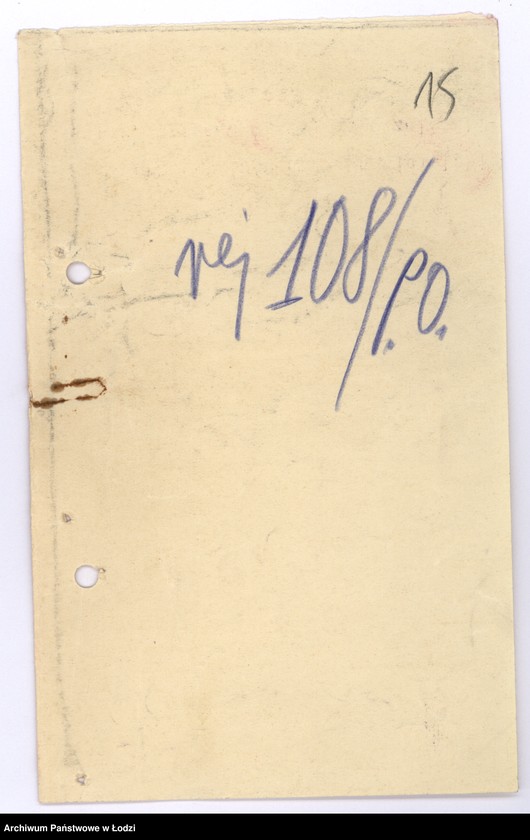 15
rej 108/P.O.
Archiwum Państwowe w Łodzi